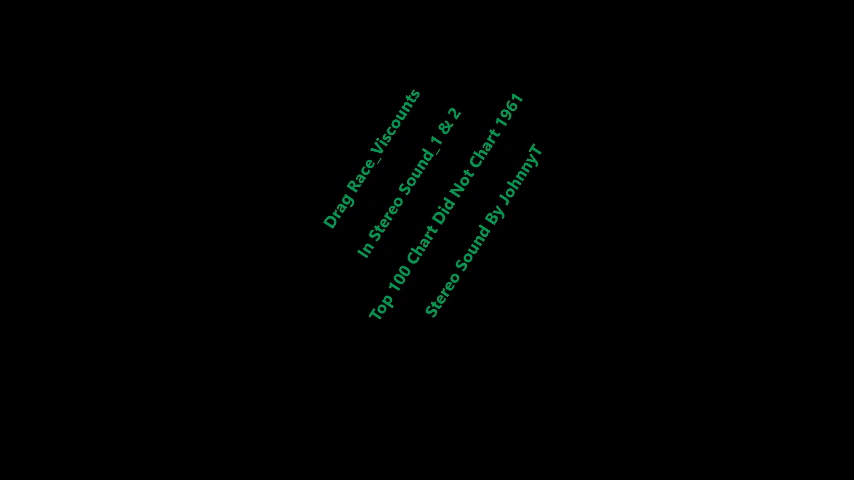 Drag Race_Viscounts
In Stereo Sound_1 & 2
Top 100 Chart Did Not Chart 1961
Stereo Sound By JohnnyT